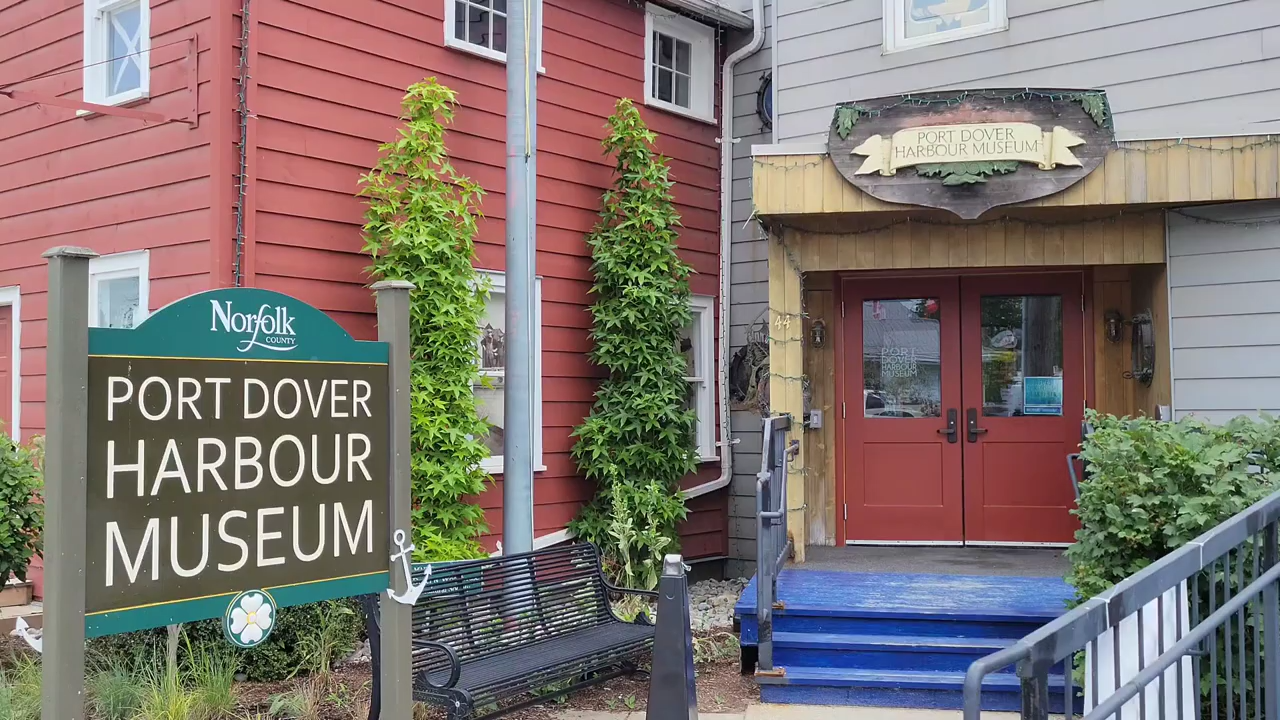 Norfolk
COUNTY
PORT DOVER
HARBOUR
MUSEUM
PORT DOVER
HARBOUR MUSEUM
44
PORT
DOVER
HARBOUR
MUSEUM